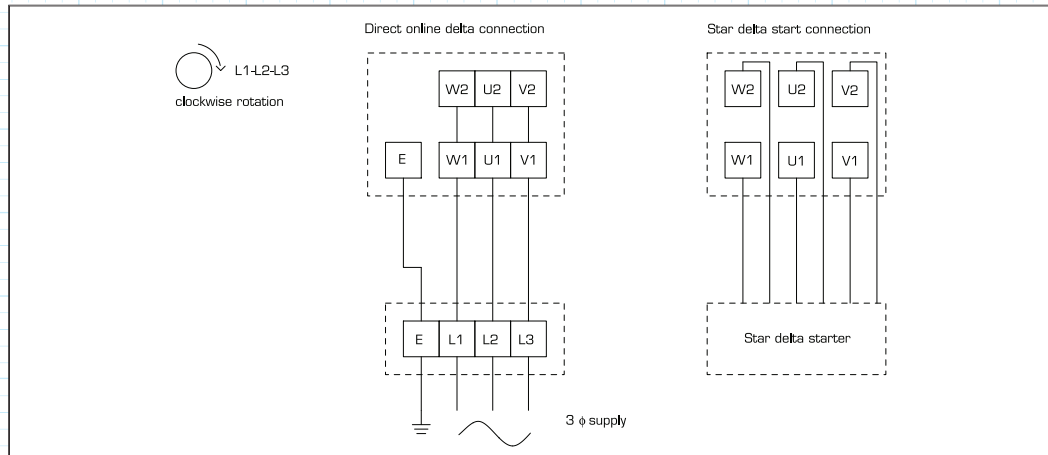 Direct online delta connection
Star delta start connection
L1-L2-L3
clockwise rotation
W2 U2 V2
E W1 U1 V1
W2 U2 V2
W1 U1 V1
E L1 L2 L3
Star delta starter
3 ϕ supply